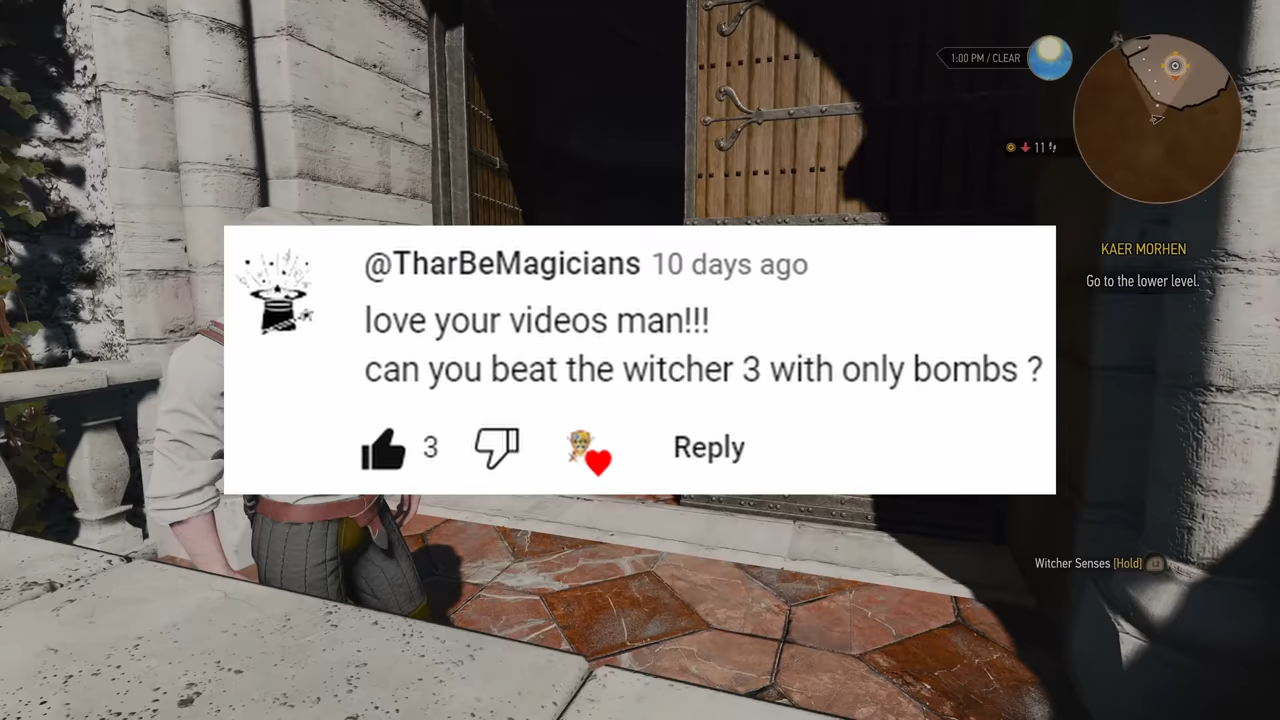 1:00 PM / CLEAR
11
KAER MORHEN
Go to the lower level.
@TharBeMagicians 10 days ago
love your videos man!!!
can you beat the witcher 3 with only bombs ?
3
Reply
Witcher Senses [Hold]